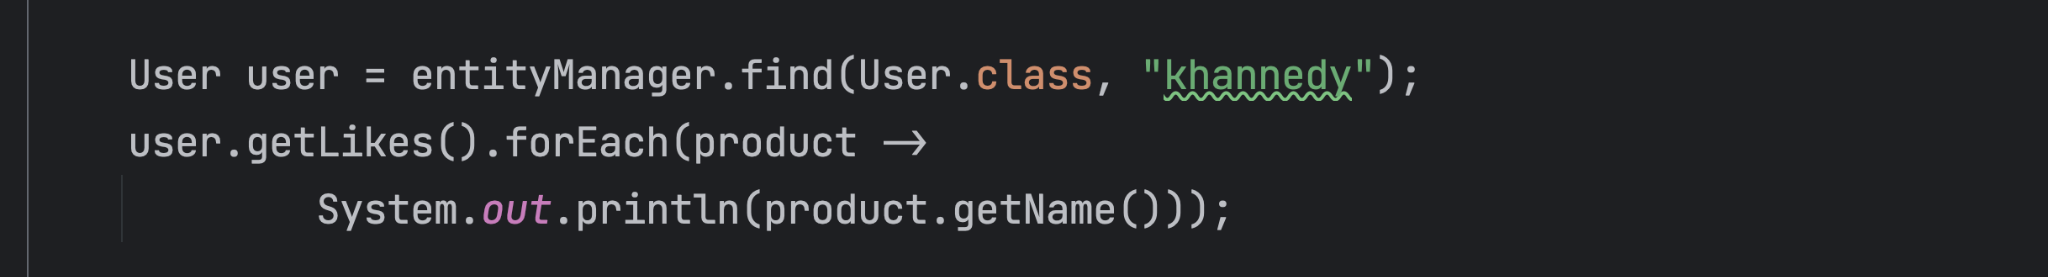 User user = entityManager.find(User.class, "khannedy");
user.getLikes().forEach(product ->
System.out.println(product.getName()));